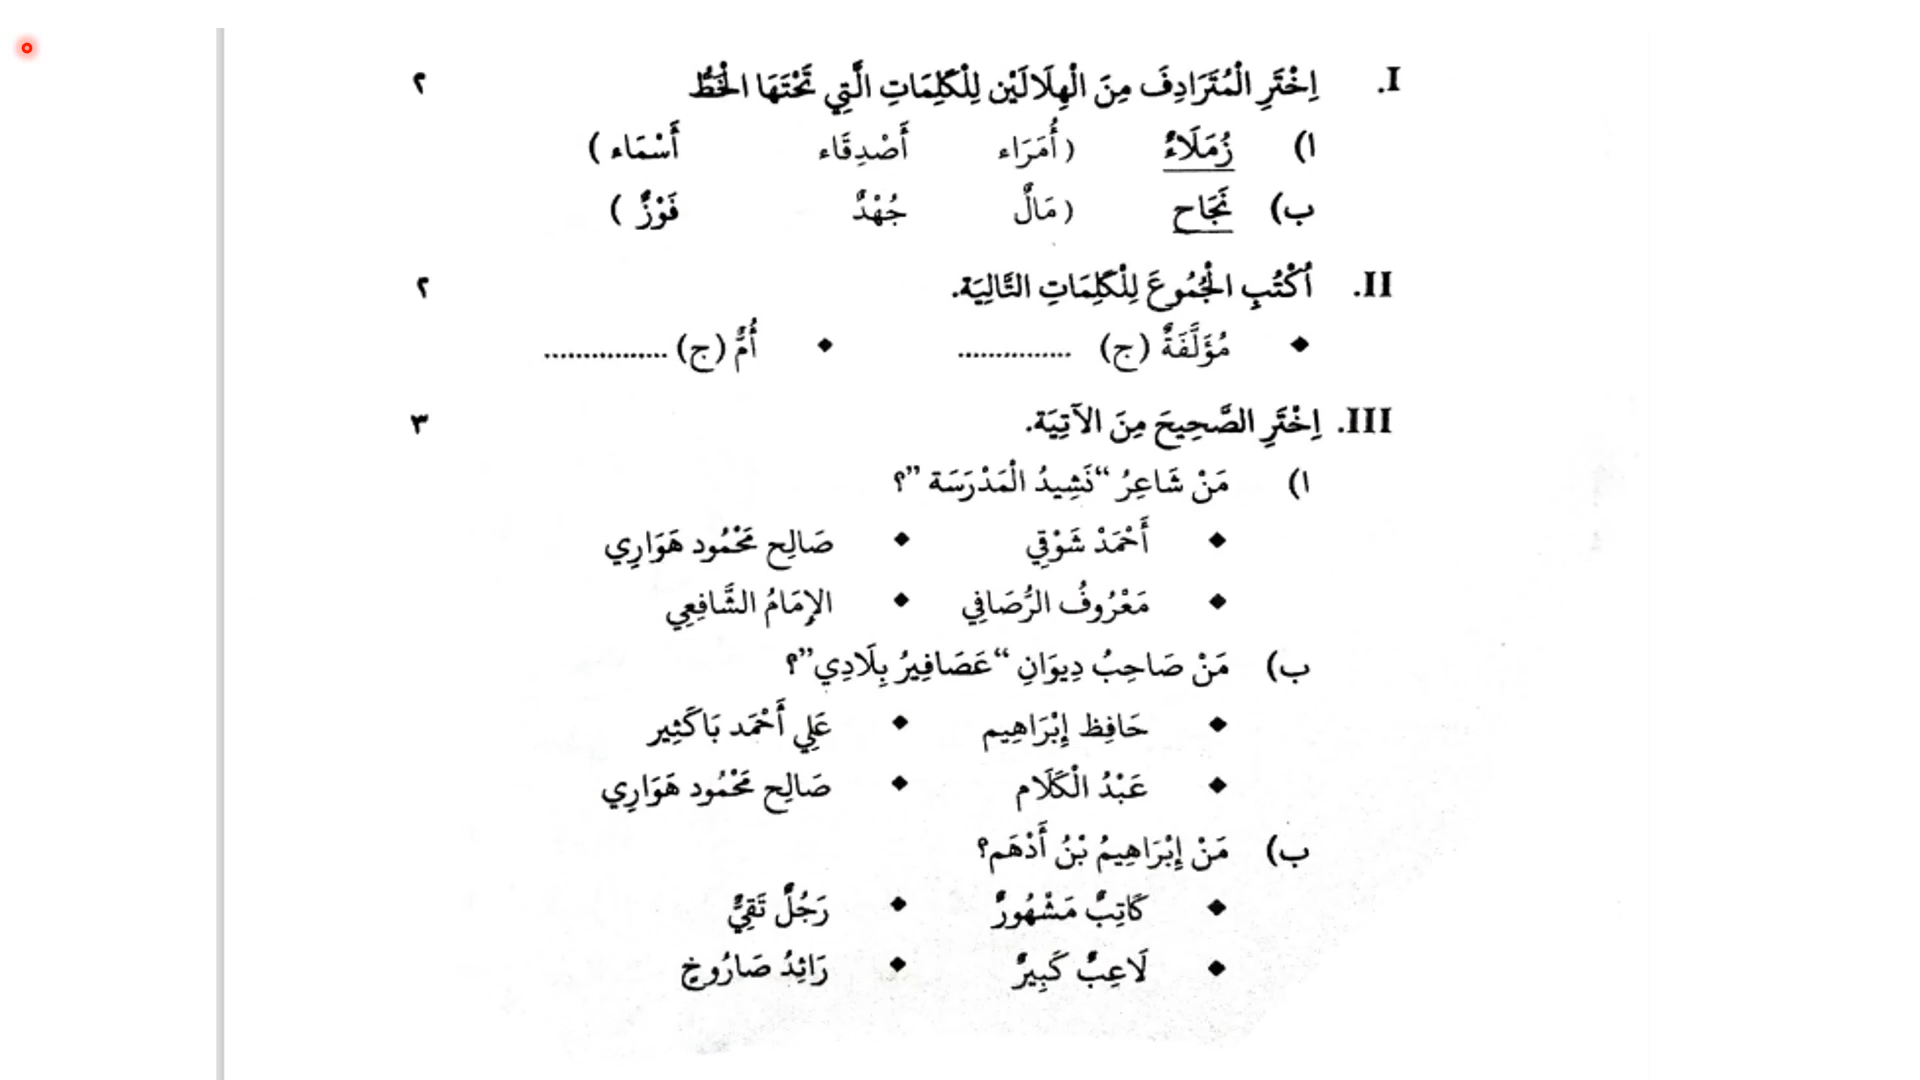 I. اِخْتَرِ الْمُتَرَادِفَ مِنَ الْهِلَالَيْنِ لِلْكَلِمَاتِ الَّتِي تَحْتَهَا الْخَطُّ ٢
ا) زُمَلَاءُ (أُمَرَاء أَصْدِقَاء أَسْمَاء )
ب) نَجَاح (مَالٌ جُهْدٌ فَوْزٌ )
II. اُكْتُبِ الْجُمُوعَ لِلْكَلِمَاتِ التَّالِيَة. ٢
◆ مُؤَلَّفَةٌ (ج) ............... ◆ أُمٌّ (ج) ................
III. اِخْتَرِ الصَّحِيحَ مِنَ الآتِيَة. ٣
ا) مَنْ شَاعِرُ “نَشِيدُ الْمَدْرَسَة ”؟
◆ أَحْمَدْ شَوْقِي ◆ صَالِح مَحْمُود هَوَارِي
◆ مَعْرُوفُ الرُّصَافِي ◆ الإِمَامُ الشَّافِعِي
ب) مَنْ صَاحِبُ دِيوَانِ “عَصَافِيرُ بِلَادِي”؟
◆ حَافِظ إِبْرَاهِيم ◆ عَلِي أَحْمَد بَاكَثِير
◆ عَبْدُ الْكَلَام ◆ صَالِح مَحْمُود هَوَارِي
ب) مَنْ إِبْرَاهِيمُ بْنُ أَدْهَم؟
◆ كَاتِبٌ مَشْهُورٌ ◆ رَجُلٌ تَقِيٌّ
◆ لَاعِبٌ كَبِيرٌ ◆ رَائِدُ صَارُوخٍ